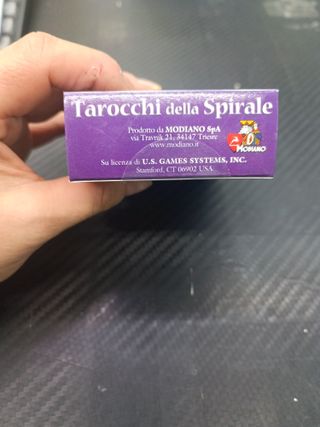 Tarocchi della Spirale
Prodotto da MODIANO SpA
via Travnik 21, 34147 Trieste
www.modiano.it
MODIANO
Su licenza di U.S. GAMES SYSTEMS, INC.
Stamford, CT 06902 USA